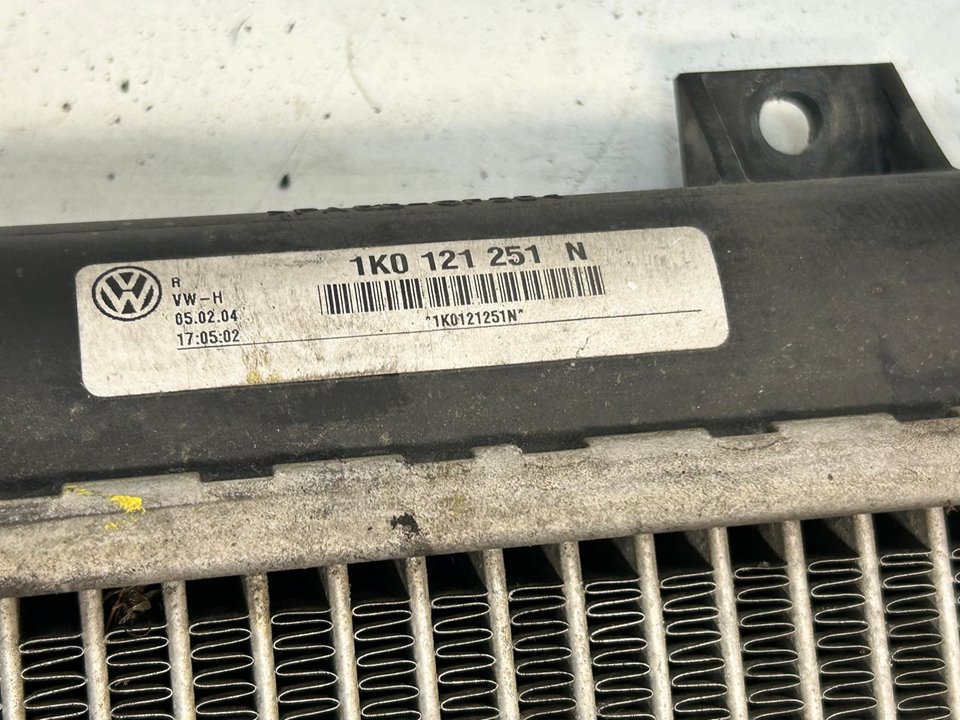 1K0 121 251 N
R
VW-H
05.02.04
17:05:02
*1K0121251N*